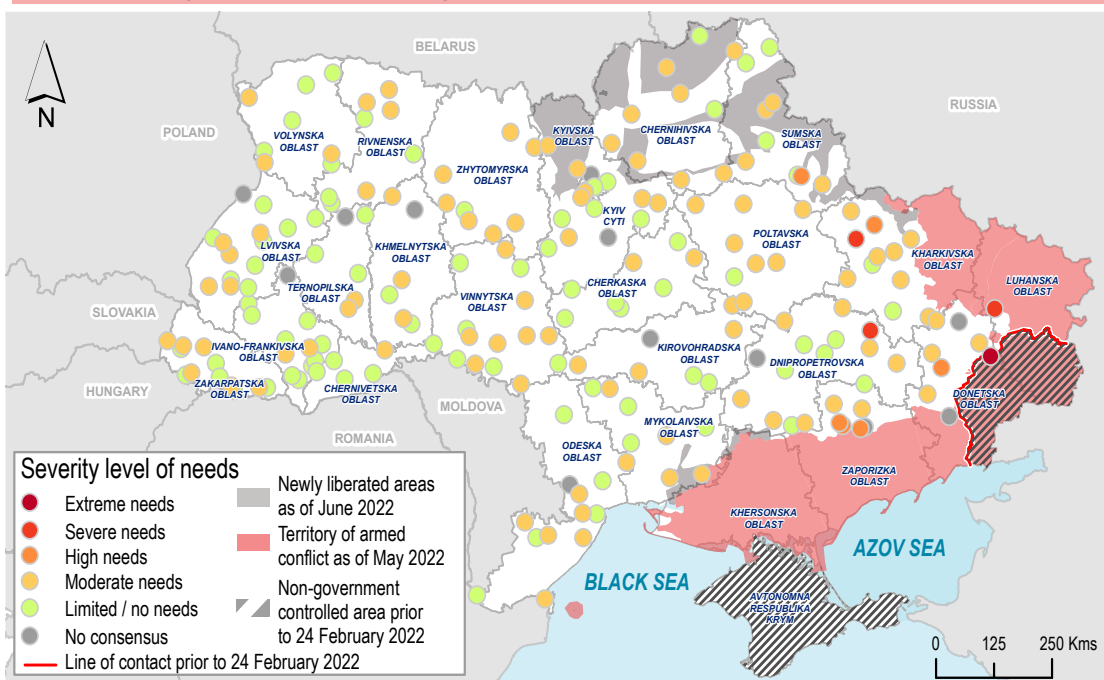 BELARUS
N
RUSSIA
POLAND
VOLYNSKA
OBLAST
RIVNENSKA
OBLAST
KYIVSKA
OBLAST
CHERNIHIVSKA
OBLAST
SUMSKA
OBLAST
ZHYTOMYRSKA
OBLAST
KYIV
CYTI
LVIVSKA
OBLAST
KHMELNYTSKA
OBLAST
POLTAVSKA
OBLAST
KHARKIVSKA
OBLAST
LUHANSKA
OBLAST
TERNOPILSKA
OBLAST
VINNYTSKA
OBLAST
CHERKASKA
OBLAST
SLOVAKIA
IVANO-FRANKIVSKA
OBLAST
KIROVOHRADSKA
OBLAST
DNIPROPETROVSKA
OBLAST
ZAKARPATSKA
OBLAST
CHERNIVETSKA
OBLAST
DONETSKA
OBLAST
HUNGARY
MOLDOVA
ROMANIA
MYKOLAIVSKA
OBLAST
ODESKA
OBLAST
ZAPORIZKA
OBLAST
KHERSONSKA
OBLAST
AZOV SEA
BLACK SEA
AVTONOMNA
RESPUBLIKA
KRYM
Severity level of needs
Extreme needs
Severe needs
High needs
Moderate needs
Limited / no needs
No consensus
Line of contact prior to 24 February 2022
Newly liberated areas
as of June 2022
Territory of armed
conflict as of May 2022
Non-government
controlled area prior
to 24 February 2022
0 125 250 Kms